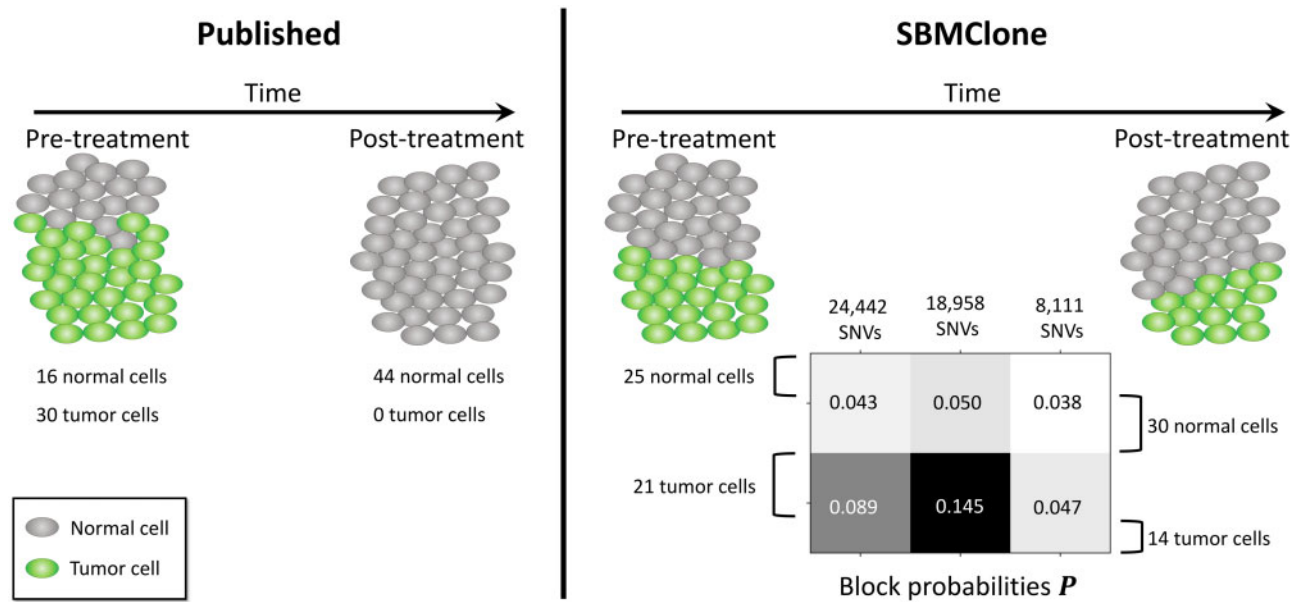 Published
Time
Pre-treatment
Post-treatment
16 normal cells
44 normal cells
30 tumor cells
0 tumor cells
Normal cell
Tumor cell
SBMClone
Time
Pre-treatment
Post-treatment
24,442
SNVs
18,958
SNVs
8,111
SNVs
25 normal cells
0.043
0.050
0.038
30 normal cells
21 tumor cells
0.089
0.145
0.047
14 tumor cells
Block probabilities P